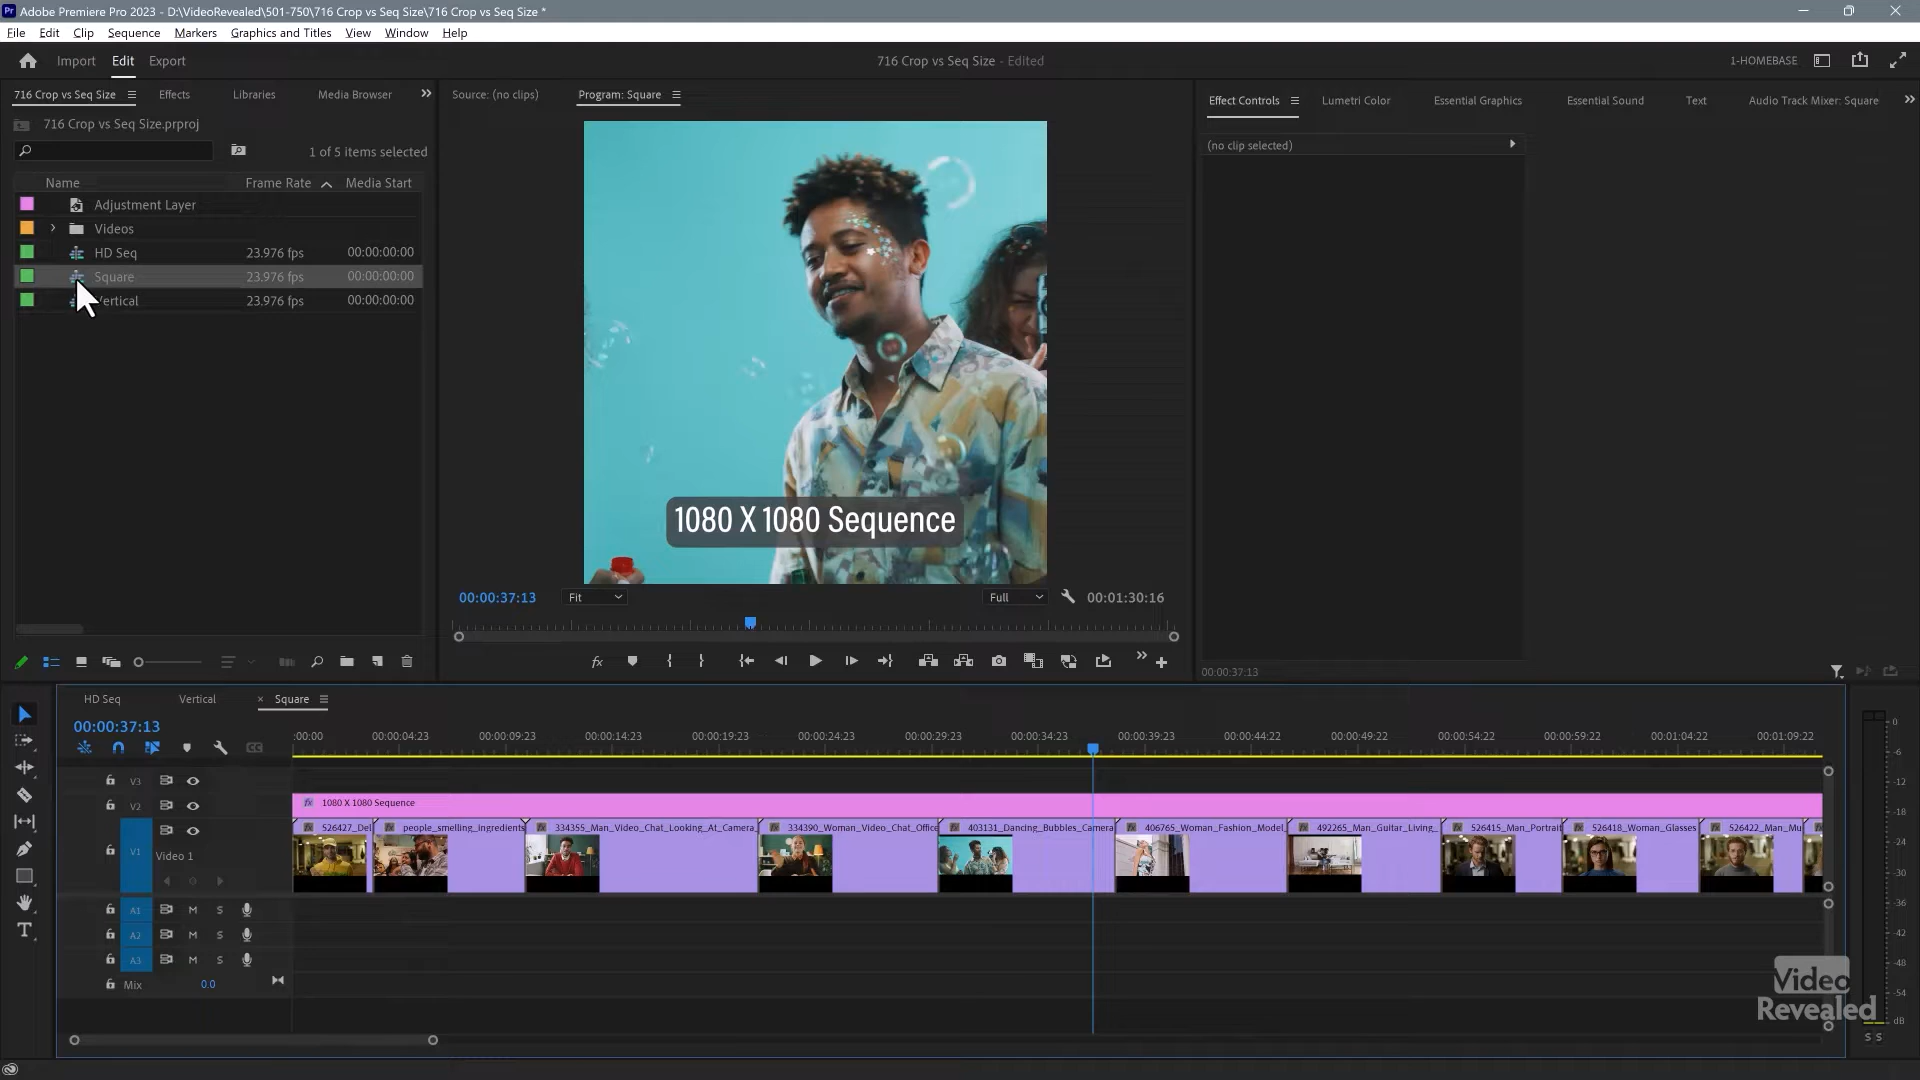 Adobe Premiere Pro 2023 - D:\VideoRevealed\501-750\716 Crop vs Seq Size\716 Crop vs Seq Size *
File Edit Clip Sequence Markers Graphics and Titles View Window Help
Import Edit Export
716 Crop vs Seq Size - Edited
1-HOMEBASE
716 Crop vs Seq Size Effects Libraries Media Browser
Source: (no clips) Program: Square
Effect Controls Lumetri Color Essential Graphics Essential Sound Text Audio Track Mixer: Square
716 Crop vs Seq Size.prproj
1 of 5 items selected
(no clip selected)
Name Frame Rate Media Start
Adjustment Layer
Videos
HD Seq 23.976 fps 00:00:00:00
Square 23.976 fps 00:00:00:00
Vertical 23.976 fps 00:00:00:00
1080 X 1080 Sequence
00:00:37:13 Fit Full 00:01:30:16
00:00:37:13
HD Seq Vertical × Square
00:00:37:13
:00:00 00:00:04:23 00:00:09:23 00:00:14:23 00:00:19:23 00:00:24:23 00:00:29:23 00:00:34:23 00:00:39:23 00:00:44:22 00:00:49:22 00:00:54:22 00:00:59:22 00:01:04:22 00:01:09:22
V3
V2 1080 X 1080 Sequence
526427_Del people_smelling_ingredients 334355_Man_Video_Chat_Looking_At_Camera_ 334390_Woman_Video_Chat_Office 403131_Dancing_Bubbles_Camera 406765_Woman_Fashion_Model_ 492265_Man_Guitar_Living_ 526415_Man_Portrait 526418_Woman_Glasses 526422_Man_Mu
V1 Video 1
A1 M S
A2 M S
A3 M S
Mix 0.0
0
-6
-12
-18
-24
-30
-36
-42
-48
-54
dB
S S
Video
Revealed